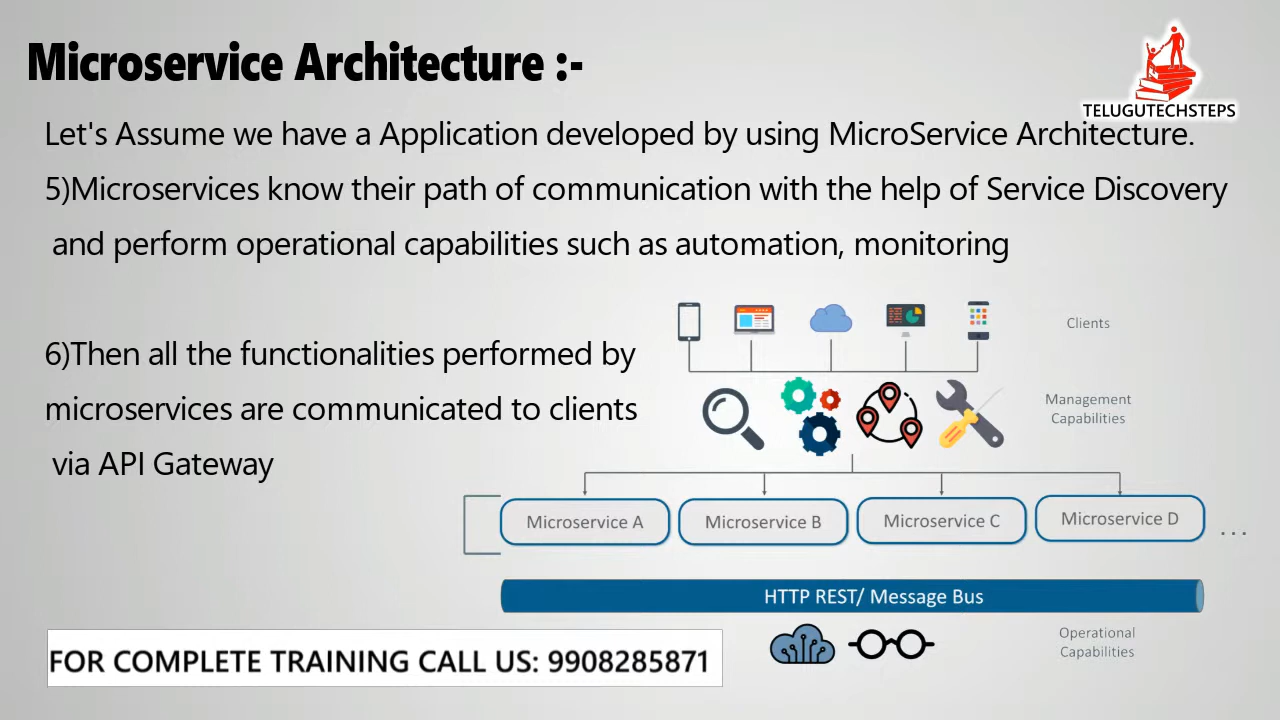 Microservice Architecture :-
TELUGUTECHSTEPS
Let's Assume we have a Application developed by using MicroService Architecture.
5)Microservices know their path of communication with the help of Service Discovery
and perform operational capabilities such as automation, monitoring
6)Then all the functionalities performed by
microservices are communicated to clients
via API Gateway
Clients
Management
Capabilities
Microservice A
Microservice B
Microservice C
Microservice D
...
HTTP REST/ Message Bus
Operational
Capabilities
FOR COMPLETE TRAINING CALL US: 9908285871